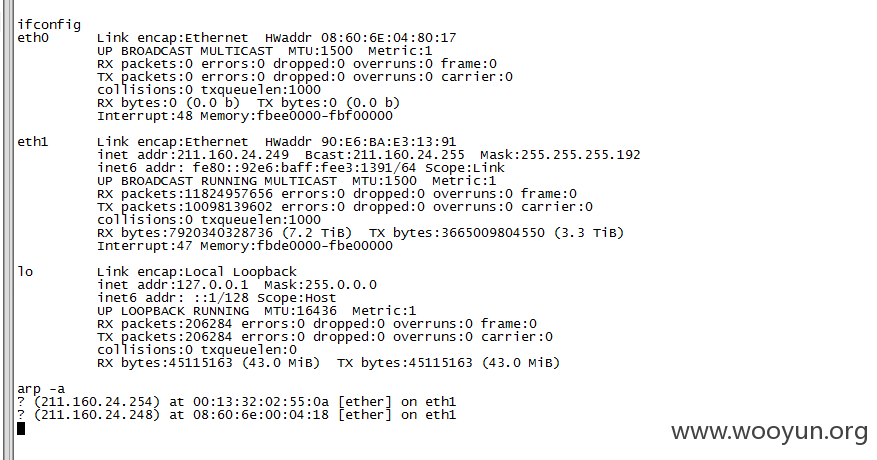 ifconfig
eth0 Link encap:Ethernet HWaddr 08:60:6E:04:80:17
UP BROADCAST MULTICAST MTU:1500 Metric:1
RX packets:0 errors:0 dropped:0 overruns:0 frame:0
TX packets:0 errors:0 dropped:0 overruns:0 carrier:0
collisions:0 txqueuelen:1000
RX bytes:0 (0.0 b) TX bytes:0 (0.0 b)
Interrupt:48 Memory:fbee0000-fbf00000
eth1 Link encap:Ethernet HWaddr 90:E6:BA:E3:13:91
inet addr:211.160.24.249 Bcast:211.160.24.255 Mask:255.255.255.192
inet6 addr: fe80::92e6:baff:fee3:1391/64 Scope:Link
UP BROADCAST RUNNING MULTICAST MTU:1500 Metric:1
RX packets:11824957656 errors:0 dropped:0 overruns:0 frame:0
TX packets:10098139602 errors:0 dropped:0 overruns:0 carrier:0
collisions:0 txqueuelen:1000
RX bytes:7920340328736 (7.2 TiB) TX bytes:3665009804550 (3.3 TiB)
Interrupt:47 Memory:fbde0000-fbe00000
lo Link encap:Local Loopback
inet addr:127.0.0.1 Mask:255.0.0.0
inet6 addr: ::1/128 Scope:Host
UP LOOPBACK RUNNING MTU:16436 Metric:1
RX packets:206284 errors:0 dropped:0 overruns:0 frame:0
TX packets:206284 errors:0 dropped:0 overruns:0 carrier:0
collisions:0 txqueuelen:0
RX bytes:45115163 (43.0 MiB) TX bytes:45115163 (43.0 MiB)
arp -a
? (211.160.24.254) at 00:13:32:02:55:0a [ether] on eth1
? (211.160.24.248) at 08:60:6e:00:04:18 [ether] on eth1
www.wooyun.org